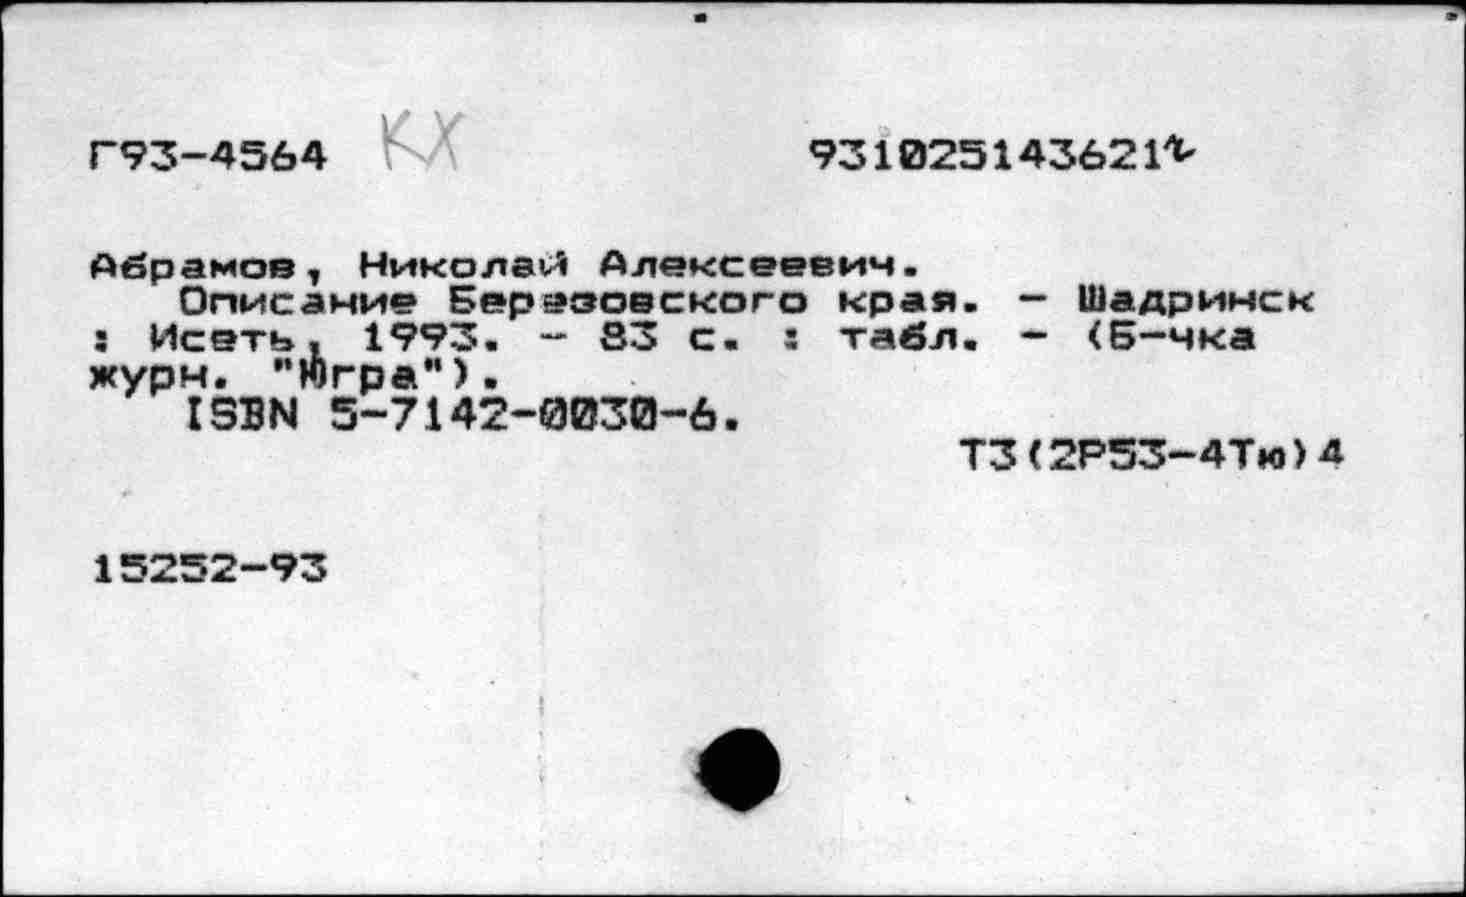 Г93-4564 КХ 931025143621
Абрамов, Николай Алексеевич.
Описание Березовского края. - Шадринск
: Исеть, 1993. - 83 с. : табл. - (Б-чка
журн. "Югра").
ISBN 5-7142-0030-6.
Т3(2Р53-4Тю)4
15252-93